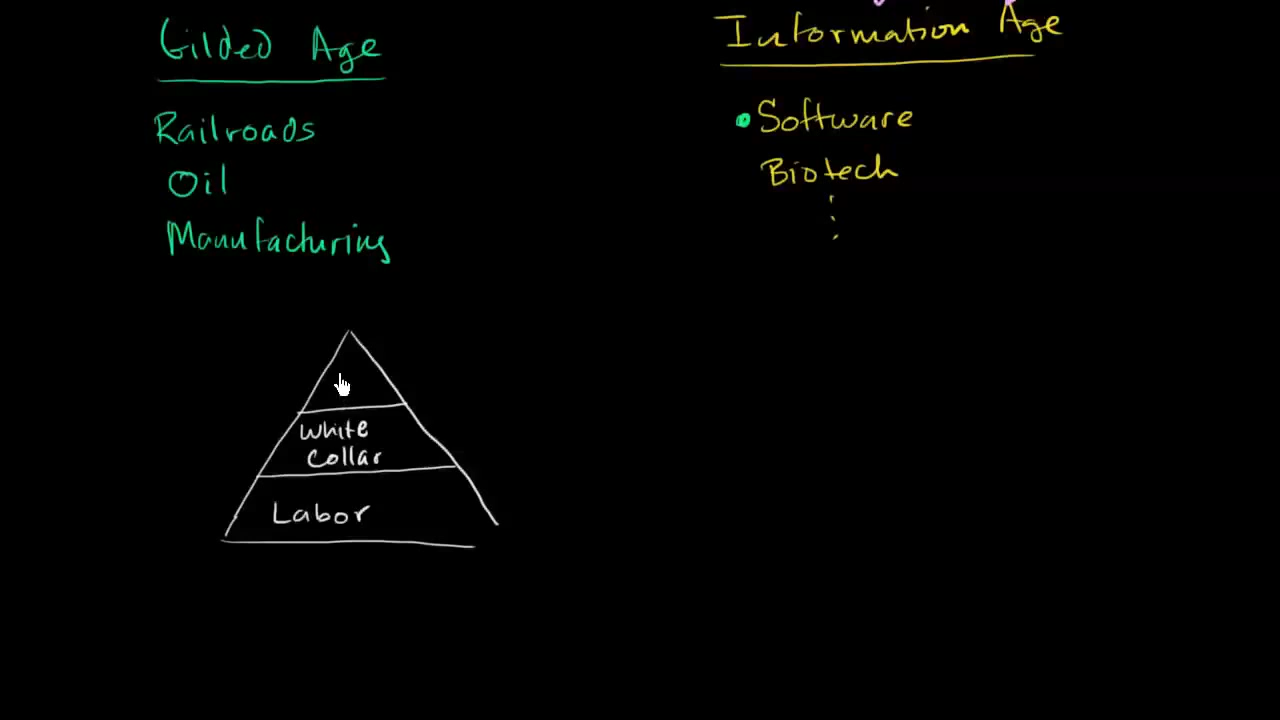 Gilded Age
Railroads
Oil
Manufacturing
White
Collar
Labor
Information Age
Software
Biotech